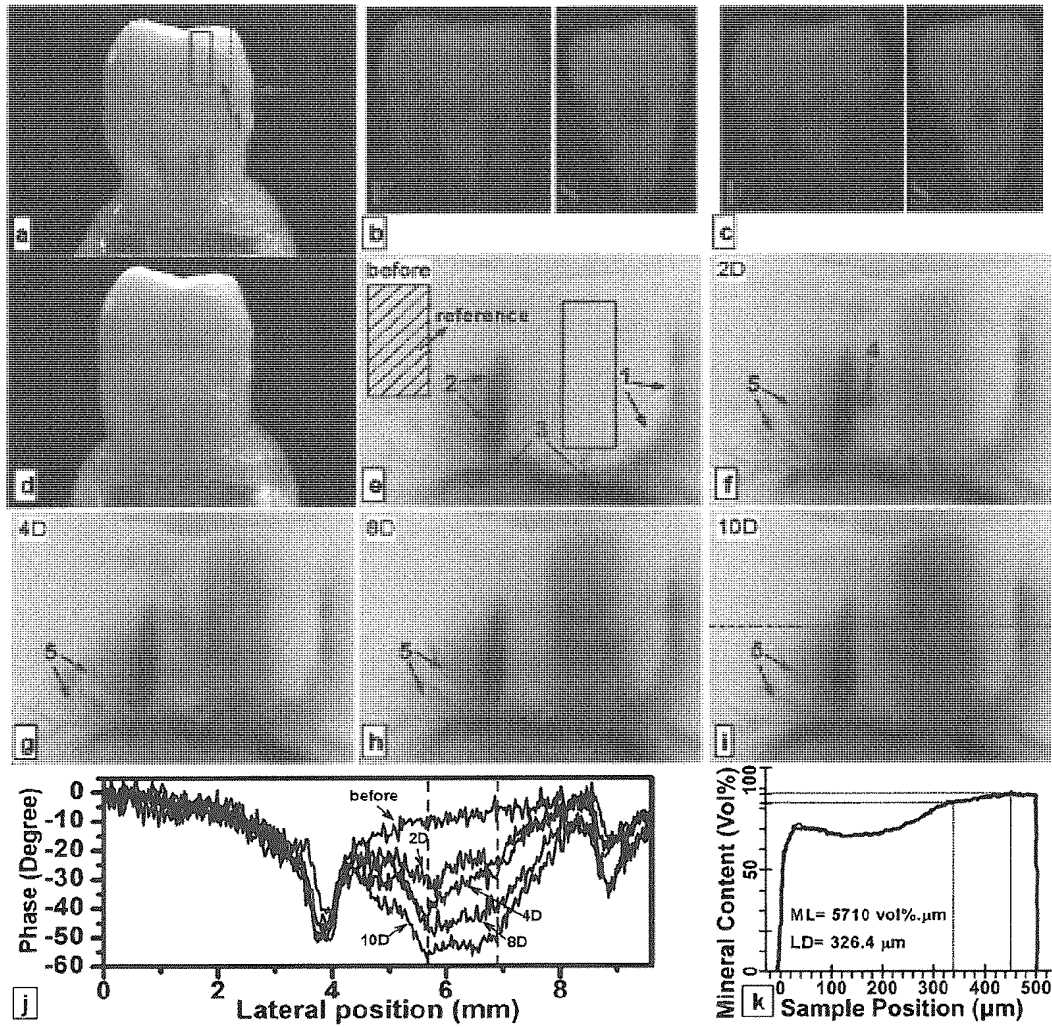 a
b
c
d
before
reference
1
2
3
e
2D
4
5
f
4D
5
g
8D
5
h
10D
5
i
0
-10
-20
-30
-40
-50
-60
Phase (Degree)
before
2D
4D
8D
10D
0 2 4 6 8
Lateral position (mm)
j
100
50
0
Mineral Content (Vol%)
ML= 5710 vol%.µm
LD= 326.4 µm
0 100 200 300 400 500
Sample Position (µm)
k